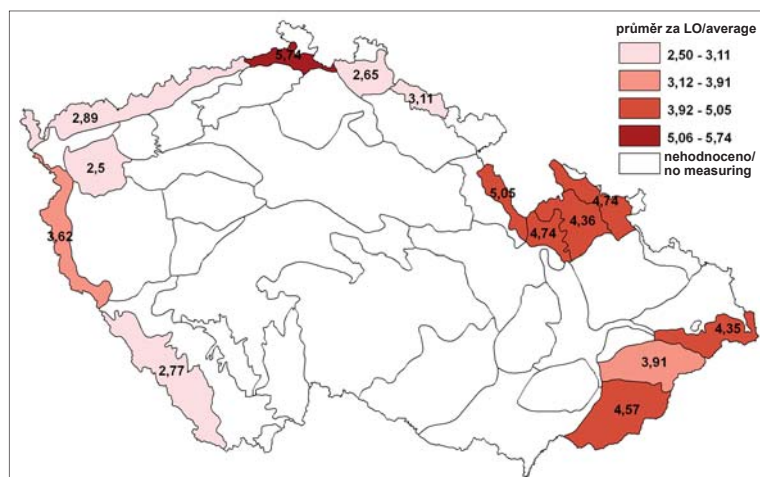 průměr za LO/average
2,50 - 3,11
3,12 - 3,91
3,92 - 5,05
5,06 - 5,74
nehodnoceno/
no measuring
5,74
2,65
3,11
2,89
2,5
3,62
5,05
4,74
4,36
4,74
2,77
4,35
3,91
4,57